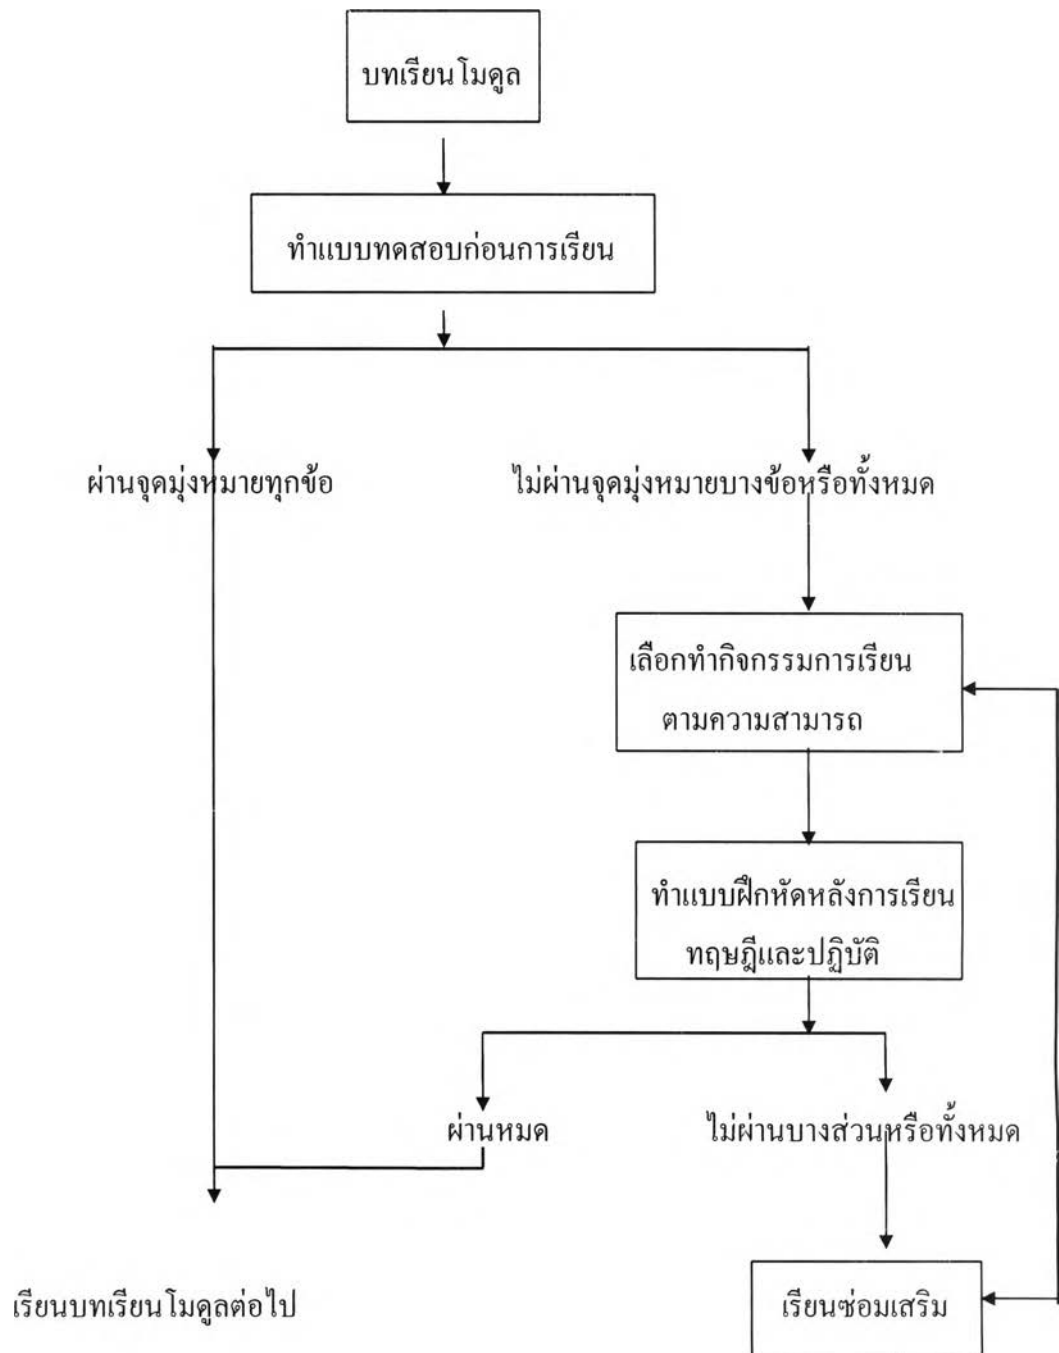 บทเรียนโมดูล
ทำแบบทดสอบก่อนการเรียน
ผ่านจุดมุ่งหมายทุกข้อ
ไม่ผ่านจุดมุ่งหมายบางข้อหรือทั้งหมด
เลือกทำกิจกรรมการเรียน
ตามความสามารถ
ทำแบบฝึกหัดหลังการเรียน
ทฤษฎีและปฏิบัติ
ผ่านหมด
ไม่ผ่านบางส่วนหรือทั้งหมด
เรียนบทเรียนโมดูลต่อไป
เรียนซ่อมเสริม